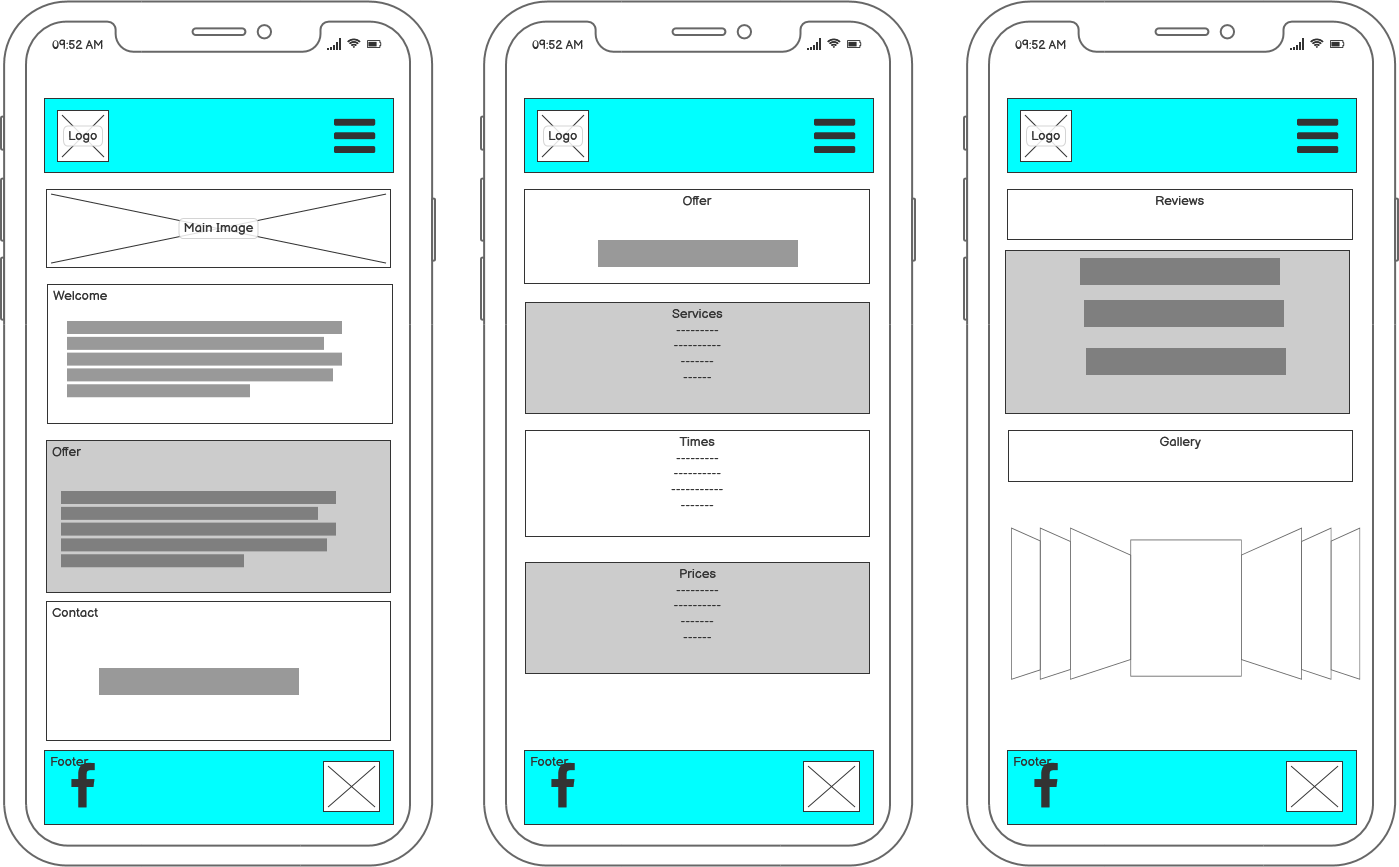 09:52 AM
Logo
Main Image
Welcome
Offer
Contact
Footer
09:52 AM
Logo
Offer
Services
---------
----------
-------
------
Times
---------
----------
-----------
-------
Prices
---------
----------
-------
------
Footer
09:52 AM
Logo
Reviews
Gallery
Footer